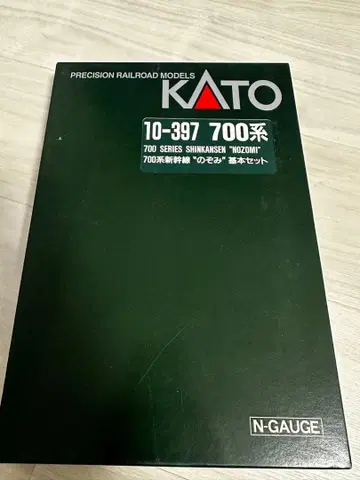 PRECISION RAILROAD MODELS
KATO
10-397 700系
700 SERIES SHINKANSEN "NOZOMI"
700系新幹線 "のぞみ" 基本セット
N-GAUGE